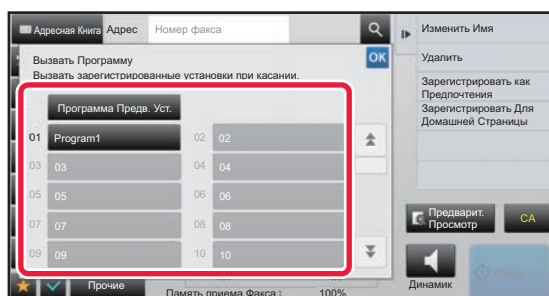 Адресная Книга
Адрес
Номер факса
Изменить Имя
Вызвать Программу
OK
Удалить
Вызвать зарегистрированные установки при касании.
Зарегистрировать как
Предпочтения
Зарегистрировать Для
Домашней Страницы
Программа Предв. Уст.
01 Program1
02 02
03 03
04 04
05 05
06 06
07 07
08 08
09 09
10 10
Предварит.
Просмотр
CA
Прочие
Память приема Факса: 100%
Динамик
Старт